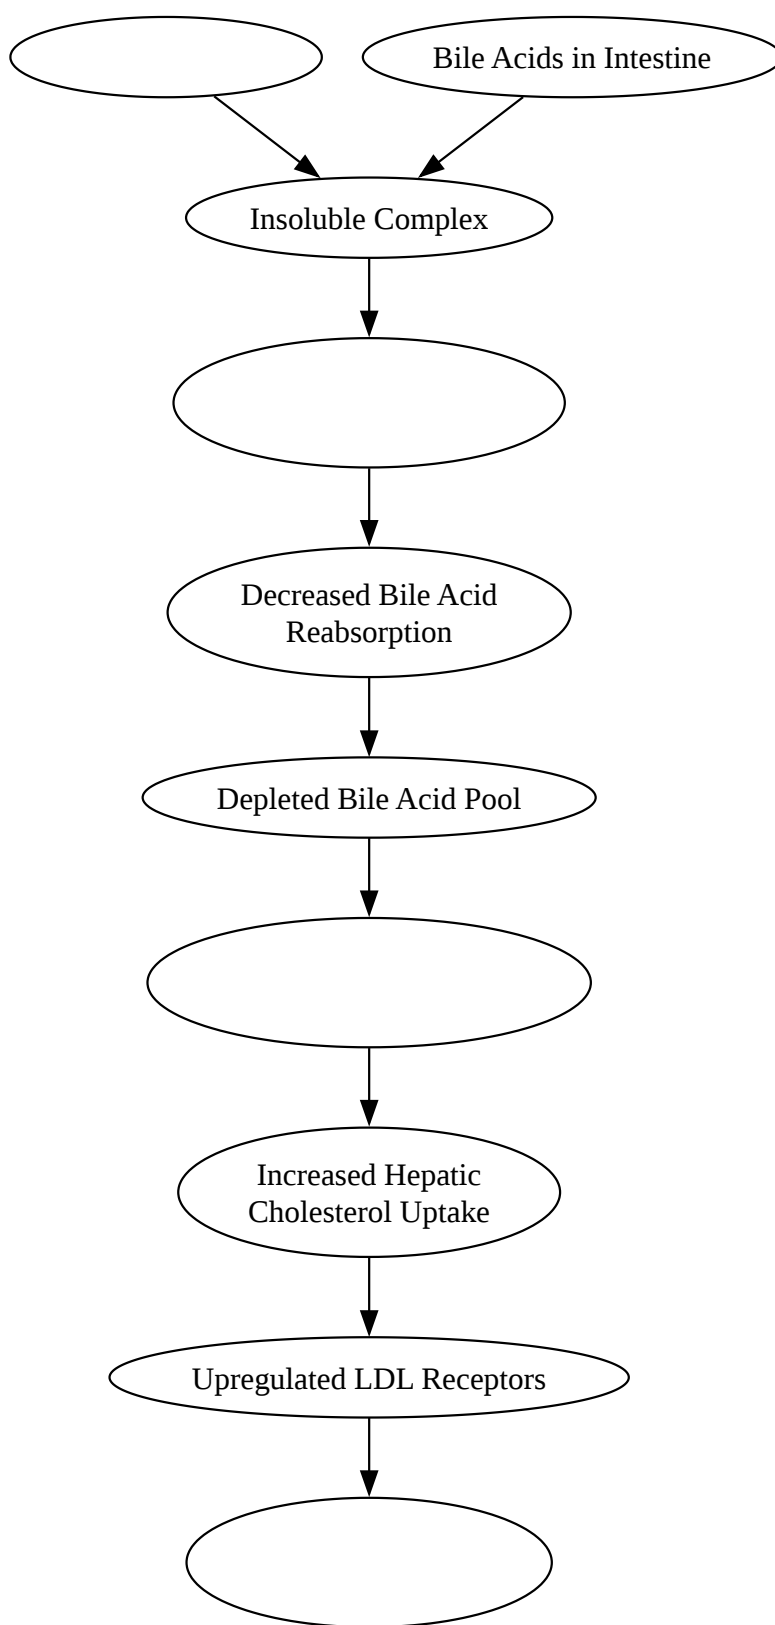 Bile Acids in Intestine
Insoluble Complex
Decreased Bile Acid
Reabsorption
Depleted Bile Acid Pool
Increased Hepatic
Cholesterol Uptake
Upregulated LDL Receptors